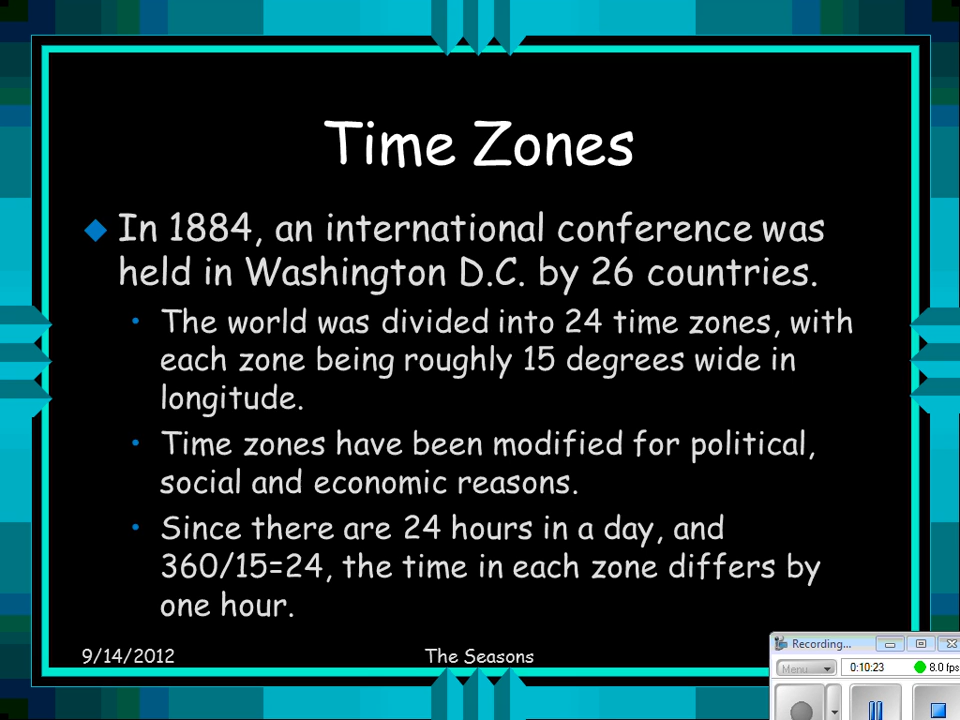 Time Zones
In 1884, an international conference was
held in Washington D.C. by 26 countries.
The world was divided into 24 time zones, with
each zone being roughly 15 degrees wide in
longitude.
Time zones have been modified for political,
social and economic reasons.
Since there are 24 hours in a day, and
360/15=24, the time in each zone differs by
one hour.
9/14/2012
The Seasons
Recording...
Menu
0:10:23
8.0 fps